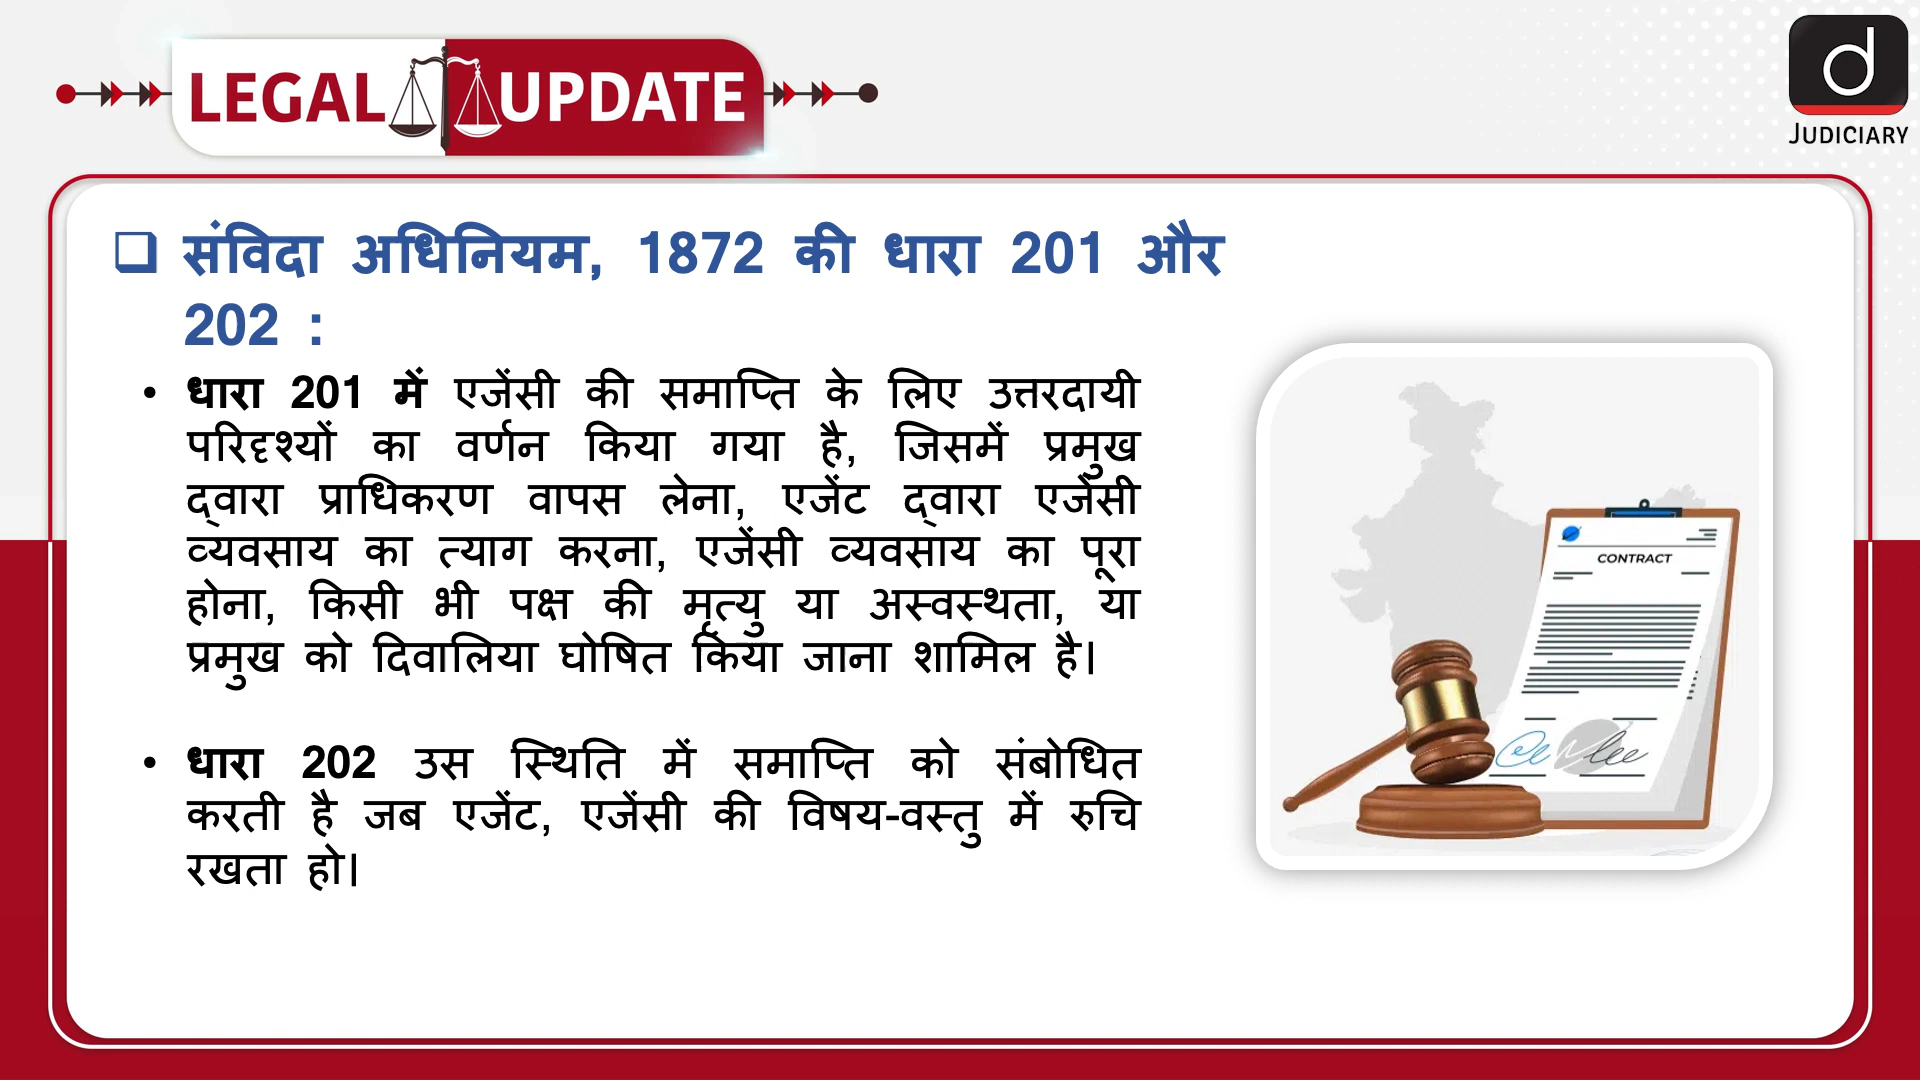 LEGAL UPDATE
JUDICIARY
संविदा अधिनियम, 1872 की धारा 201 और
202 :
• धारा 201 में एजेंसी की समाप्ति के लिए उत्तरदायी
परिदृश्यों का वर्णन किया गया है, जिसमें प्रमुख
द्वारा प्राधिकरण वापस लेना, एजेंट द्वारा एजेंसी
व्यवसाय का त्याग करना, एजेंसी व्यवसाय का पूरा
होना, किसी भी पक्ष की मृत्यु या अस्वस्थता, या
प्रमुख को दिवालिया घोषित किया जाना शामिल है।
• धारा 202 उस स्थिति में समाप्ति को संबोधित
करती है जब एजेंट, एजेंसी की विषय-वस्तु में रुचि
रखता हो।
CONTRACT